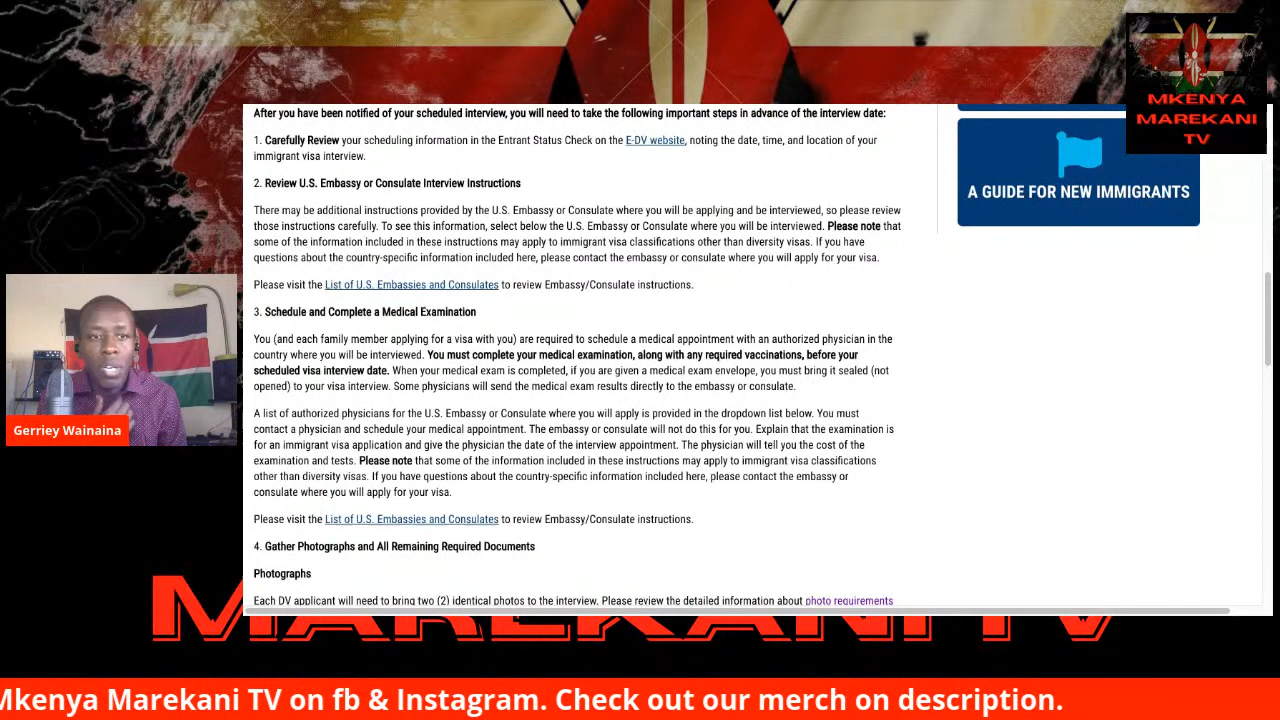 After you have been notified of your scheduled interview, you will need to take the following important steps in advance of the interview date:
1. Carefully Review your scheduling information in the Entrant Status Check on the E-DV website, noting the date, time, and location of your
immigrant visa interview.
2. Review U.S. Embassy or Consulate Interview Instructions
There may be additional instructions provided by the U.S. Embassy or Consulate where you will be applying and be interviewed, so please review
those instructions carefully. To see this information, select below the U.S. Embassy or Consulate where you will be interviewed. Please note that
some of the information included in these instructions may apply to immigrant visa classifications other than diversity visas. If you have
questions about the country-specific information included here, please contact the embassy or consulate where you will apply for your visa.
Please visit the List of U.S. Embassies and Consulates to review Embassy/Consulate instructions.
3. Schedule and Complete a Medical Examination
You (and each family member applying for a visa with you) are required to schedule a medical appointment with an authorized physician in the
country where you will be interviewed. You must complete your medical examination, along with any required vaccinations, before your
scheduled visa interview date. When your medical exam is completed, if you are given a medical exam envelope, you must bring it sealed (not
opened) to your visa interview. Some physicians will send the medical exam results directly to the embassy or consulate.
A list of authorized physicians for the U.S. Embassy or Consulate where you will apply is provided in the dropdown list below. You must
contact a physician and schedule your medical appointment. The embassy or consulate will not do this for you. Explain that the examination is
for an immigrant visa application and give the physician the date of the interview appointment. The physician will tell you the cost of the
examination and tests. Please note that some of the information included in these instructions may apply to immigrant visa classifications
other than diversity visas. If you have questions about the country-specific information included here, please contact the embassy or
consulate where you will apply for your visa.
Please visit the List of U.S. Embassies and Consulates to review Embassy/Consulate instructions.
4. Gather Photographs and All Remaining Required Documents
Photographs
Each DV applicant will need to bring two (2) identical photos to the interview. Please review the detailed information about photo requirements
A GUIDE FOR NEW IMMIGRANTS
MKENYA
MAREKANI
TV
Gerriey Wainaina
MAREKANI TV
Mkenya Marekani TV on fb & Instagram. Check out our merch on description.